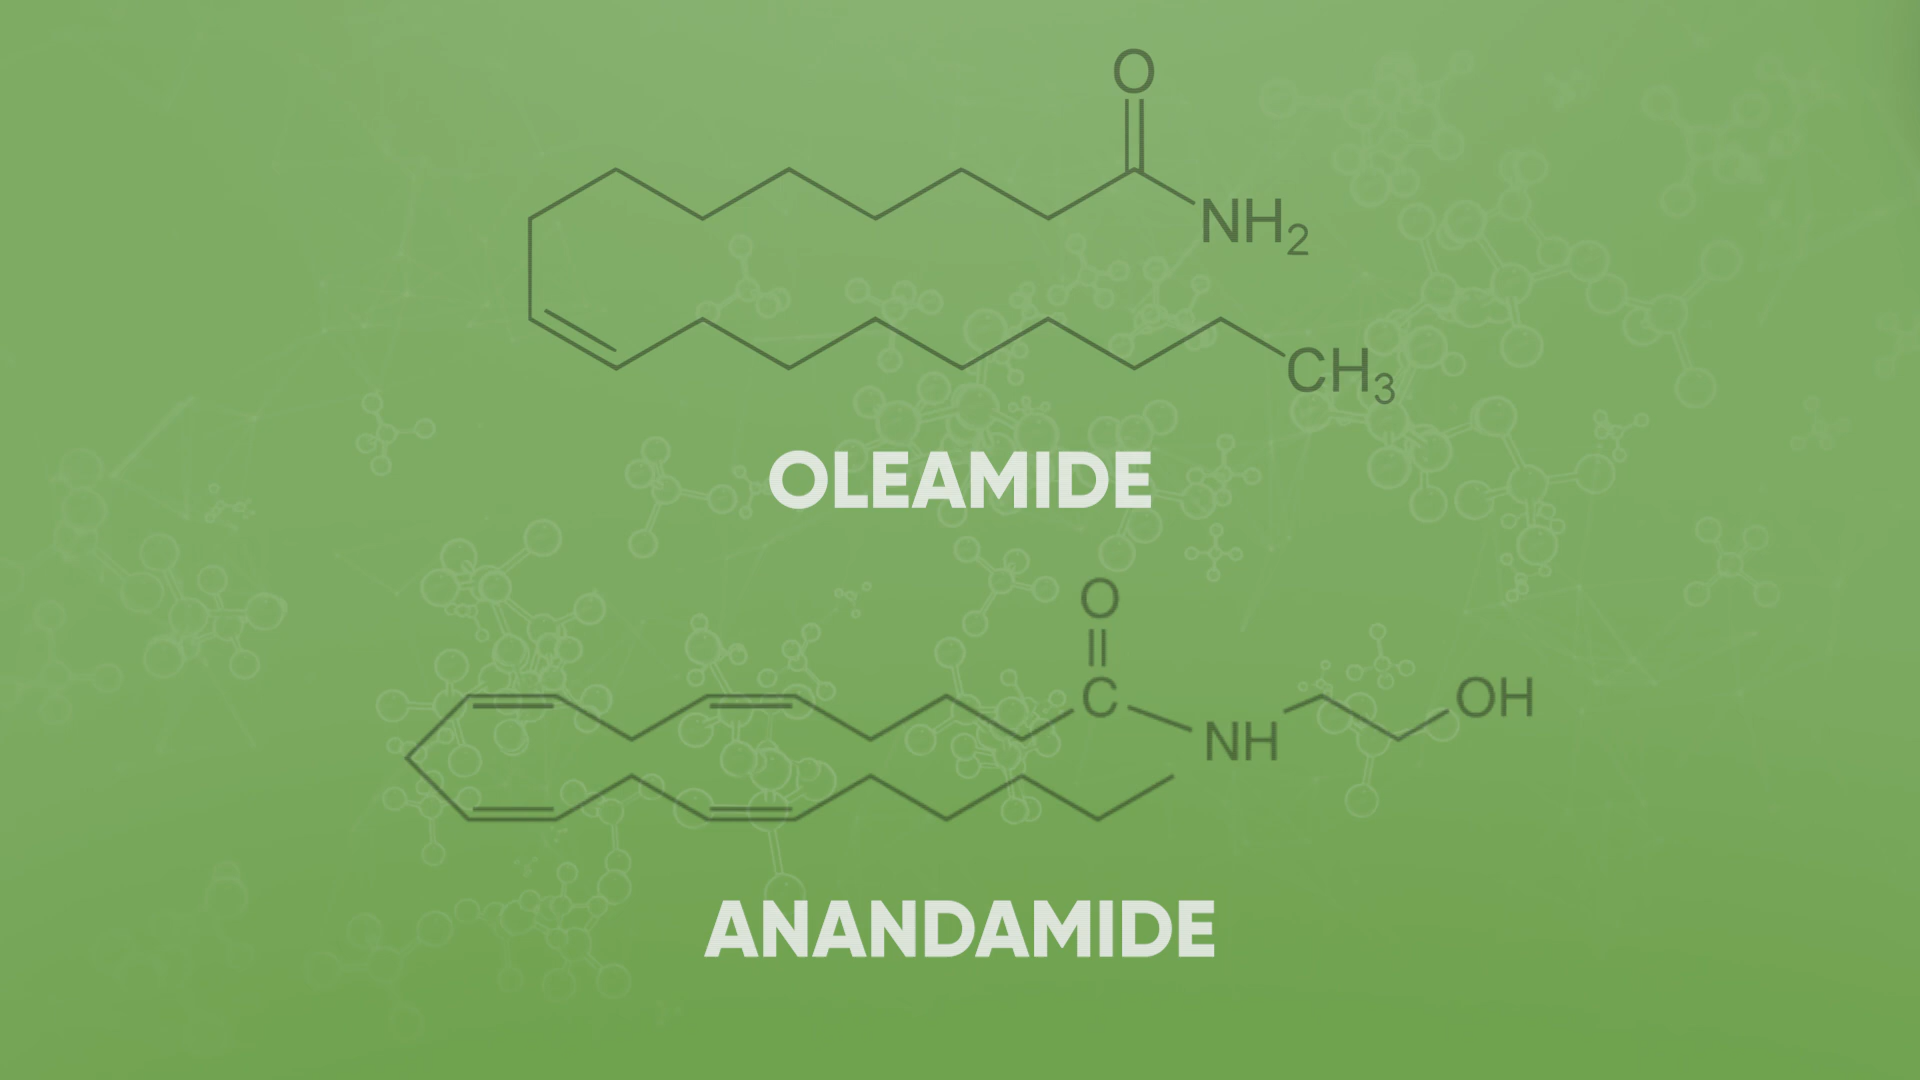 O
NH₂
CH₃
OLEAMIDE
O
C
OH
NH
ANANDAMIDE